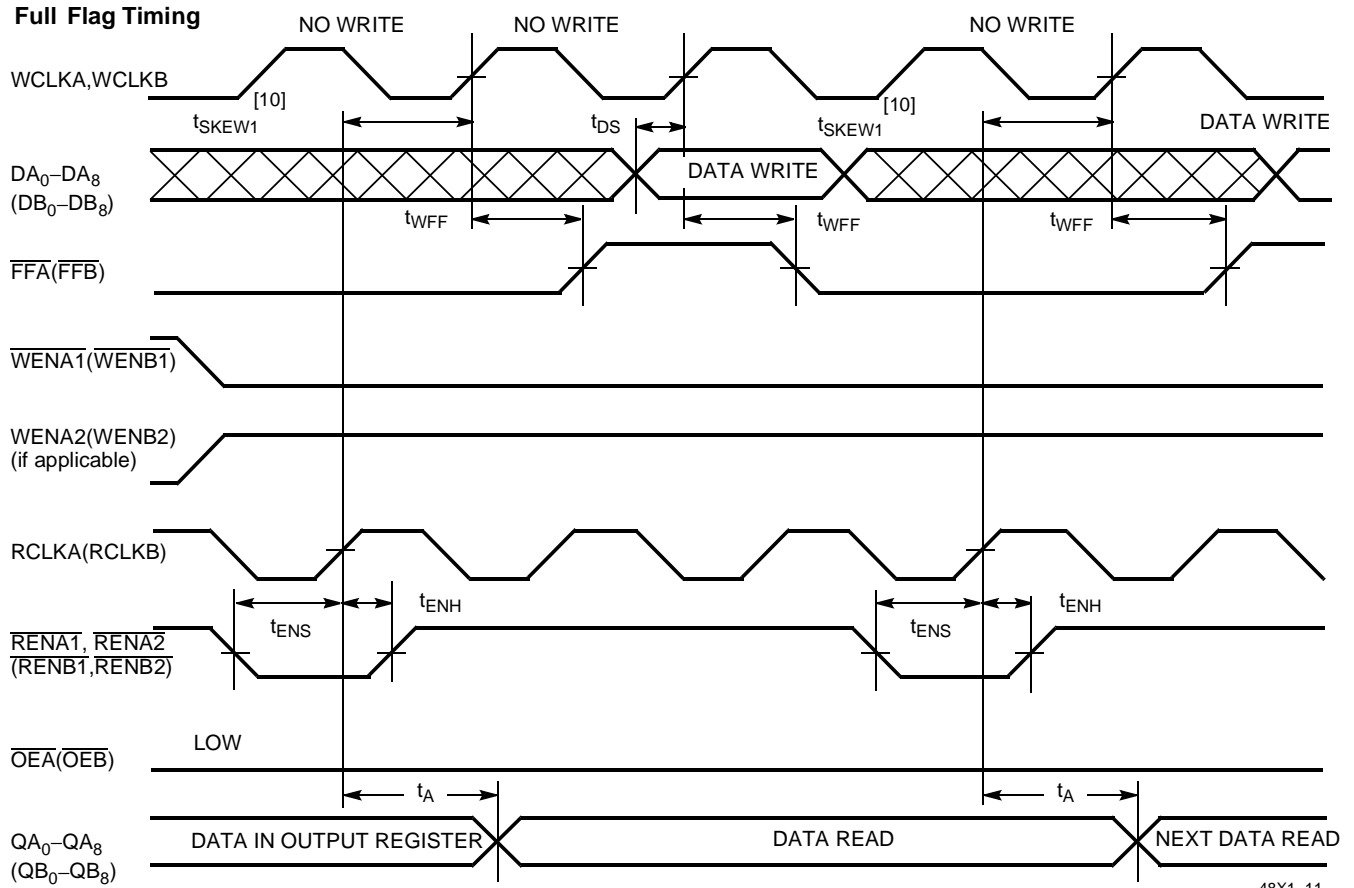 Full Flag Timing
NO WRITE NO WRITE NO WRITE
WCLKA,WCLKB
[10] [10]
tSKEW1 tDS tSKEW1 DATA WRITE
DA0–DA8 DATA WRITE
(DB0–DB8)
tWFF tWFF tWFF
FFA(FFB)
WENA1(WENB1)
WENA2(WENB2)
(if applicable)
RCLKA(RCLKB)
tENH tENH
tENS tENS
RENA1, RENA2
(RENB1,RENB2)
LOW
OEA(OEB)
tA tA
QA0–QA8 DATA IN OUTPUT REGISTER DATA READ NEXT DATA READ
(QB0–QB8)
48X1–11